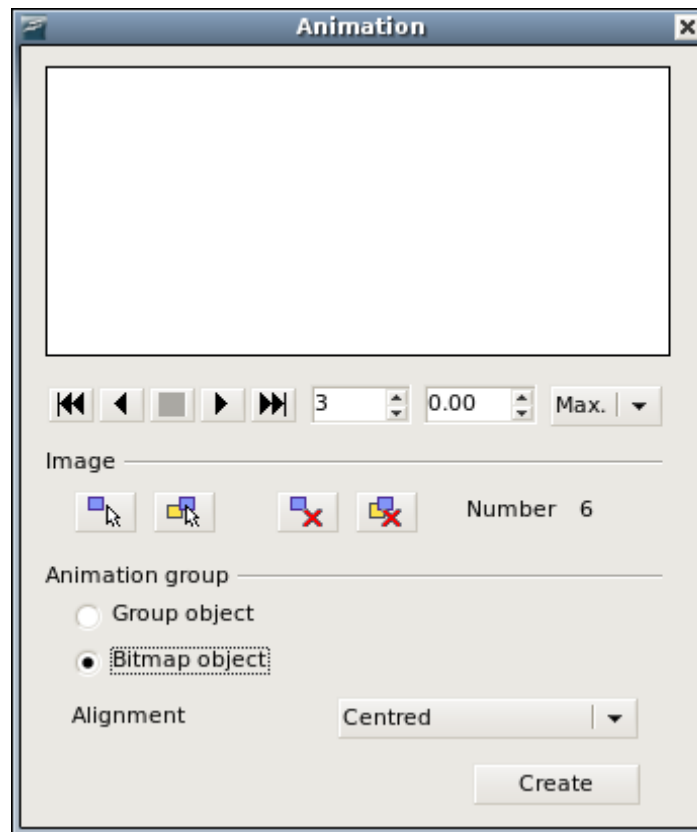 Animation
3 0.00 Max.
Image
Number 6
Animation group
Group object
Bitmap object
Alignment Centred
Create